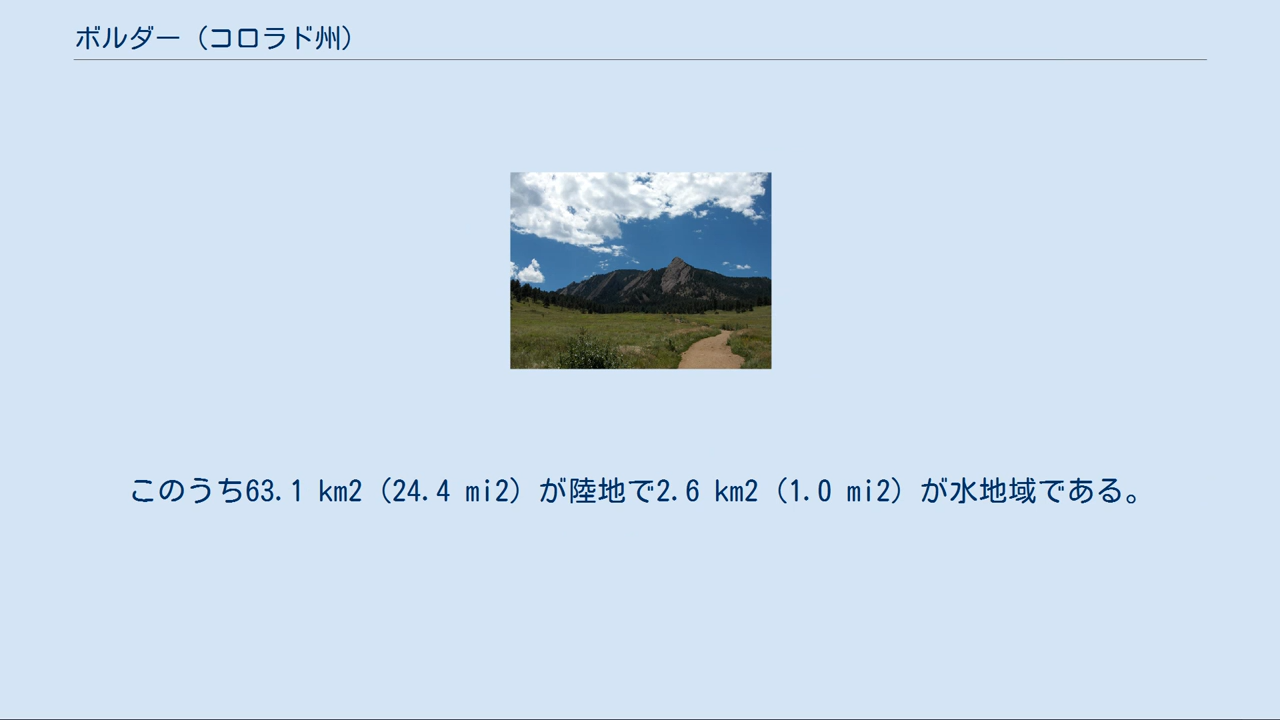 ボルダー（コロラド州）
このうち63.1 km2（24.4 mi2）が陸地で2.6 km2（1.0 mi2）が水地域である。